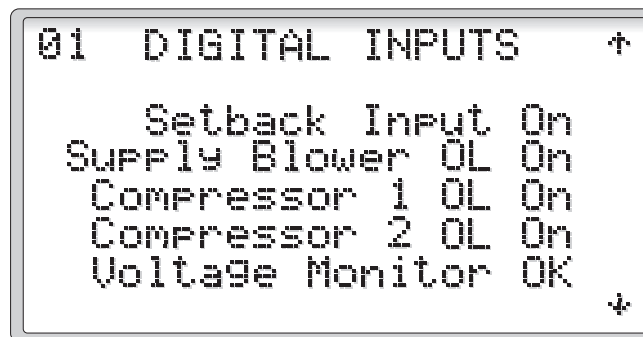 01 DIGITAL INPUTS ↑
Setback Input On
Supply Blower OL On
Compressor 1 OL On
Compressor 2 OL On
Voltage Monitor OK
↓